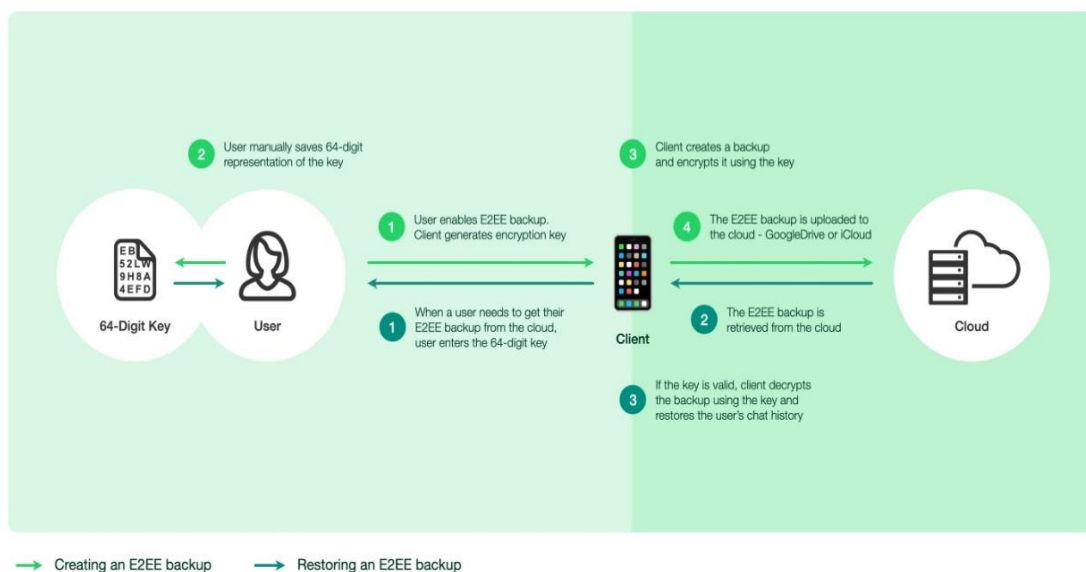 2
User manually saves 64-digit
representation of the key
3
Client creates a backup
and encrypts it using the key
1
User enables E2EE backup.
Client generates encryption key
4
The E2EE backup is uploaded to
the cloud - GoogleDrive or iCloud
EB
52LW
9H8A
4EFD
64-Digit Key
User
1
When a user needs to get their
E2EE backup from the cloud,
user enters the 64-digit key
Client
2
The E2EE backup is
retrieved from the cloud
Cloud
3
If the key is valid, client decrypts
the backup using the key and
restores the user's chat history
Creating an E2EE backup
Restoring an E2EE backup